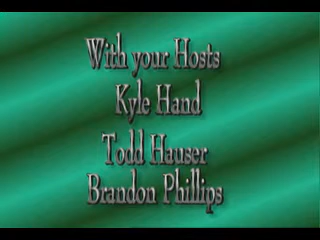 With your Hosts
Kyle Hand
Todd Hauser
Brandon Phillips